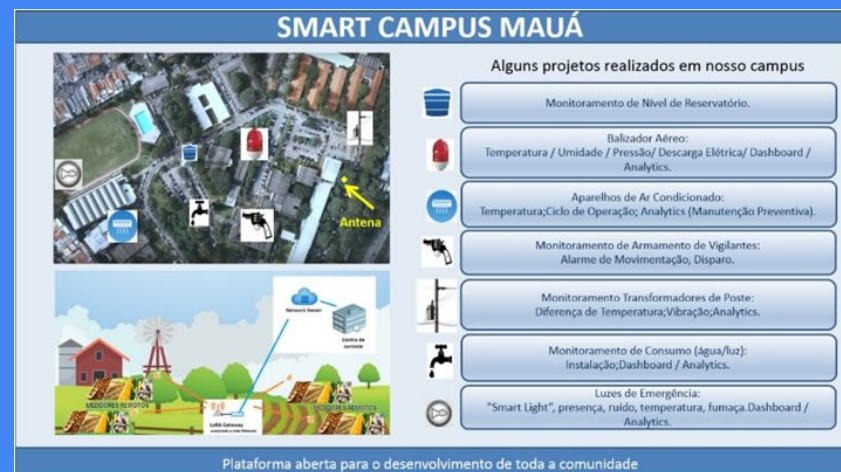 SMART CAMPUS MAUÁ
Antena
Network Server
Centro de
controle
MEDIDORES REMOTOS
MEDIDORES REMOTOS
LoRA Gateway
Alguns projetos realizados em nosso campus
Monitoramento de Nível de Reservatório.
Balizador Aéreo:
Temperatura / Umidade / Pressão/ Descarga Elétrica/ Dashboard /
Analytics.
Aparelhos de Ar Condicionado:
Temperatura;Ciclo de Operação; Analytics (Manutenção Preventiva).
Monitoramento de Armamento de Vigilantes:
Alarme de Movimentação, Disparo.
Monitoramento Transformadores de Poste:
Diferença de Temperatura;Vibração;Analytics.
Monitoramento de Consumo (água/luz):
Instalação;Dashboard / Analytics.
Luzes de Emergência:
"Smart Light", presença, ruído, temperatura, fumaça.Dashboard /
Analytics.
Plataforma aberta para o desenvolvimento de toda a comunidade